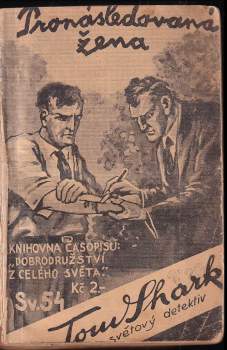 Pronásledovaná
žena
KNIHOVNA ČASOPISU:
„DOBRODRUŽSTVÍ
Z CELÉHO SVĚTA."
Kč 2.-
Sv. 54
Tom Shark
světový detektiv